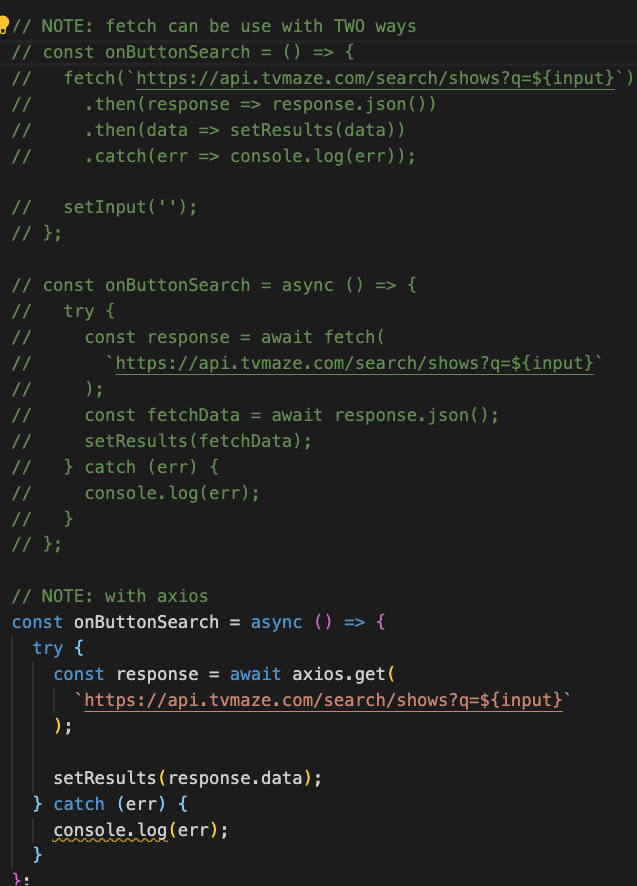 // NOTE: fetch can be use with TWO ways
// const onButtonSearch = () => {
//   fetch(`https://api.tvmaze.com/search/shows?q=${input}`)
//     .then(response => response.json())
//     .then(data => setResults(data))
//     .catch(err => console.log(err));
//   setInput('');
// };
// const onButtonSearch = async () => {
//   try {
//     const response = await fetch(
//       `https://api.tvmaze.com/search/shows?q=${input}`
//     );
//     const fetchData = await response.json();
//     setResults(fetchData);
//   } catch (err) {
//     console.log(err);
//   }
// };
// NOTE: with axios
const onButtonSearch = async () => {
  try {
    const response = await axios.get(
      `https://api.tvmaze.com/search/shows?q=${input}`
    );
    setResults(response.data);
  } catch (err) {
    console.log(err);
  }
};